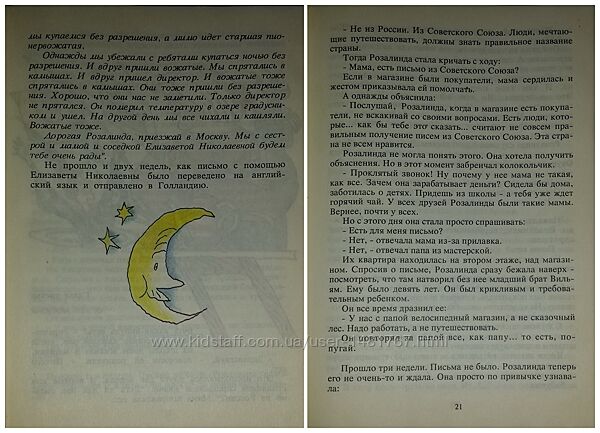 мы купаемся без разрешения, а мимо идет старшая пио-
нервожатая.
Однажды мы убежали с ребятами купаться ночью без
разрешения. И вдруг пришли вожатые. Мы спрятались в
камышах. И вдруг пришел директор. И вожатые тоже
спрятались в камышах. Они тоже пришли без разреше-
ния. Хорошо, что они нас не заметили. Только директор
не прятался. Он померил температуру в озере градусни-
ком и ушел. На другой день мы все чихали и кашляли.
Вожатые тоже.
Дорогая Розалинда, приезжай в Москву. Мы с сест-
рой и мамой и соседкой Елизаветой Николаевной будем
тебе очень рады".
Не прошло и двух недель, как письмо с помощью
Елизаветы Николаевны было переведено на англий-
ский язык и отправлено в Голландию.
- Не из России. Из Советского Союза. Люди, мечтаю-
щие путешествовать, должны знать правильное название
страны.
Тогда Розалинда стала кричать с ходу:
- Мама, есть письмо из Советского Союза?
Если в магазине были покупатели, мама сердилась и
жестом приказывала ей помолчать.
А однажды объяснила:
- Послушай, Розалинда, когда в магазине есть покупа-
тели, не вскакивай со своими вопросами. Есть люди, кото-
рые... как бы тебе это сказать... считают не совсем пра-
вильным получение писем из Советского Союза. Эта стра-
на не всем нравится.
Розалинда не могла понять этого. Она хотела получить
объяснения. Но в этот момент забренчал колокольчик.
- Проклятый звонок! Ну почему у нее мама не такая,
как все. Зачем она зарабатывает деньги? Сидела бы дома,
заботилась о детях. Придешь из школы - а тебя уже ждет
горячий чай. У всех друзей Розалинды были такие мамы.
Вернее, почти у всех.
Но с этого дня она стала просто спрашивать:
- Есть для меня письмо?
- Нет, - отвечала мама из-за прилавка.
- Нет, - отвечал папа из мастерской.
Их квартира находилась на втором этаже, над мага-
зином. Спросив о письме, Розалинда сразу бежала наверх -
посмотреть, что там натворил без нее младший брат Виль-
ям. Ему было девять лет. Он был крикливым и требова-
тельным ребенком.
Он все время дразнил ее:
- У нас с папой велосипедный магазин, а не сказочный
лес. Надо работать, а не путешествовать.
Он повторял за папой все, как папу... то есть, по-
пугай.
Прошло три недели. Письма не было. Розалинда теперь
его не очень-то и ждала. Она просто по привычке узнава-
ла:
21